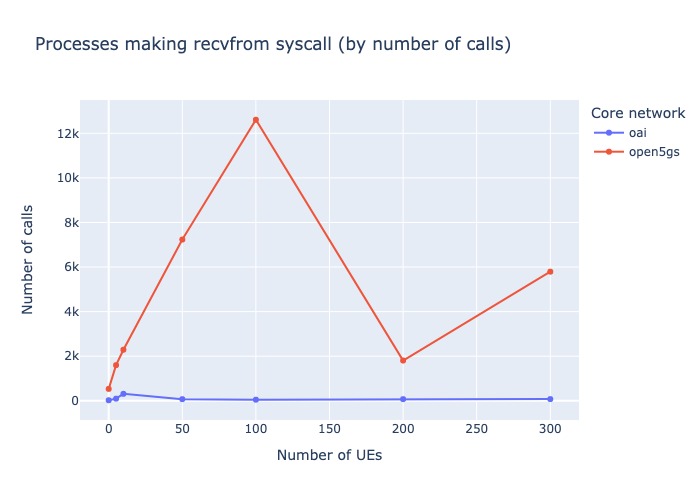 Processes making recvfrom syscall (by number of calls)
Core network
oai
open5gs
12k
10k
8k
6k
4k
2k
0
Number of calls
0 50 100 150 200 250 300
Number of UEs